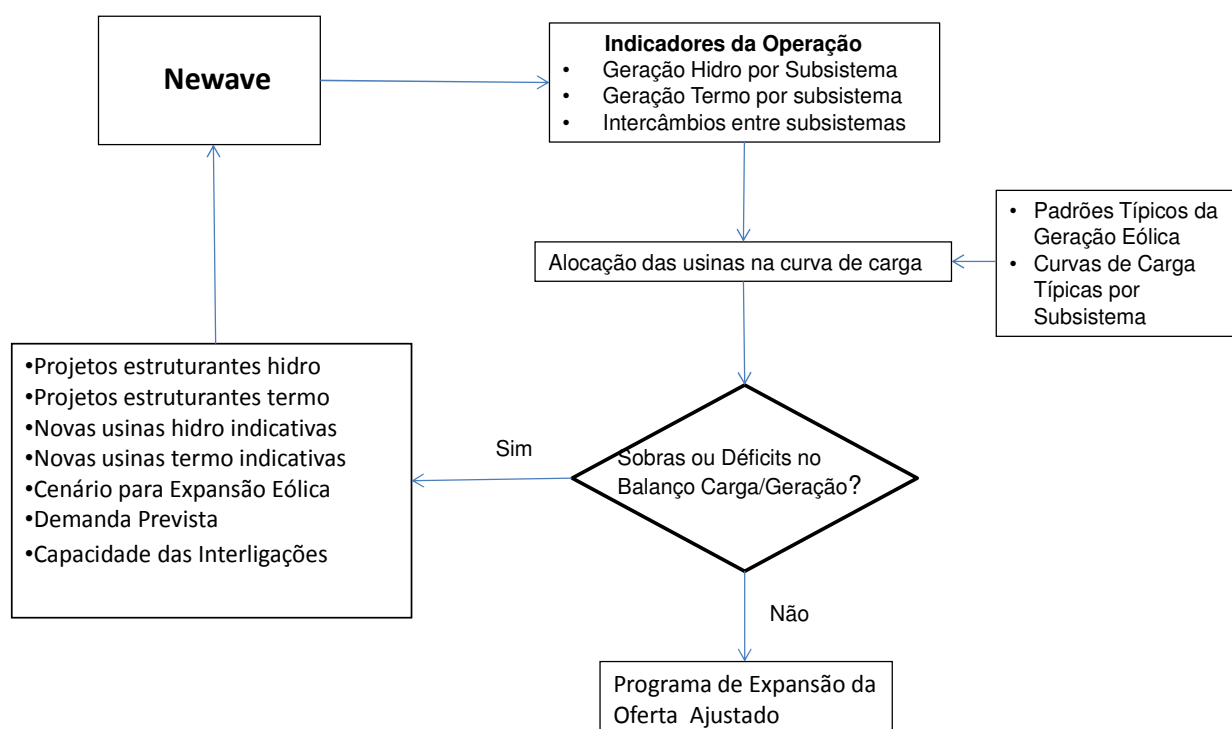 Newave
Indicadores da Operação
• Geração Hidro por Subsistema
• Geração Termo por subsistema
• Intercâmbios entre subsistemas
• Padrões Típicos da
Geração Eólica
• Curvas de Carga
Típicas por
Subsistema
Alocação das usinas na curva de carga
•Projetos estruturantes hidro
•Projetos estruturantes termo
•Novas usinas hidro indicativas
•Novas usinas termo indicativas
•Cenário para Expansão Eólica
•Demanda Prevista
•Capacidade das Interligações
Sim
Sobras ou Déficits no
Balanço Carga/Geração?
Não
Programa de Expansão da
Oferta Ajustado